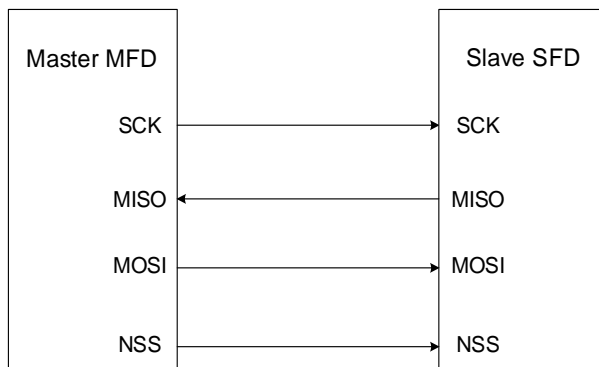 Master MFD
Slave SFD
SCK
SCK
MISO
MISO
MOSI
MOSI
NSS
NSS